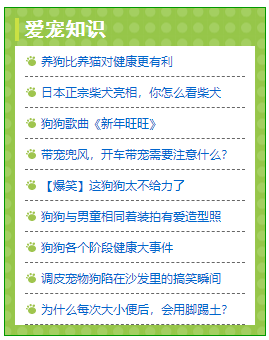 爱宠知识
养狗比养猫对健康更有利
日本正宗柴犬亮相，你怎么看柴犬
狗狗歌曲《新年旺旺》
带宠兜风，开车带宠需要注意什么？
【爆笑】这狗狗太不给力了
狗狗与男童相同着装拍有爱造型照
狗狗各个阶段健康大事件
调皮宠物狗陷在沙发里的搞笑瞬间
为什么每次大小便后，会用脚踢土？